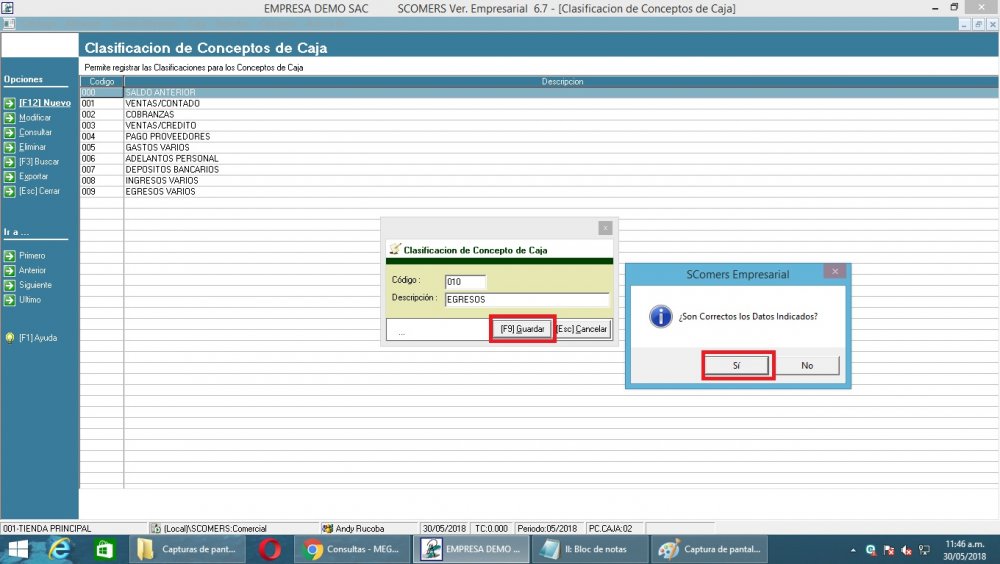 EMPRESA DEMO SAC SCOMERS Ver. Empresarial 6.7 - [Clasificacion de Conceptos de Caja]
Clasificacion de Conceptos de Caja
Permite registrar las Clasificaciones para los Conceptos de Caja
Opciones
[F12] Nuevo
Modificar
Consultar
Eliminar
[F3] Buscar
Exportar
[Esc] Cerrar
Ir a ...
Primero
Anterior
Siguiente
Ultimo
[F1] Ayuda
Codigo Descripcion
000 SALDO ANTERIOR
001 VENTAS/CONTADO
002 COBRANZAS
003 VENTAS/CREDITO
004 PAGO PROVEEDORES
005 GASTOS VARIOS
006 ADELANTOS PERSONAL
007 DEPOSITOS BANCARIOS
008 INGRESOS VARIOS
009 EGRESOS VARIOS
Clasificacion de Concepto de Caja
Código : 010
Descripción : EGRESOS
...
[F9] Guardar [Esc] Cancelar
SComers Empresarial
¿Son Correctos los Datos Indicados?
Sí No
001-TIENDA PRINCIPAL (Local)\SCOMERS:Comercial Andy Rucoba 30/05/2018 TC:0.000 Periodo:05/2018 PC.CAJA:02
Capturas de pant... Consultas - MEG... EMPRESA DEMO ... II: Bloc de notas Captura de pantal...
11:46 a.m.
30/05/2018